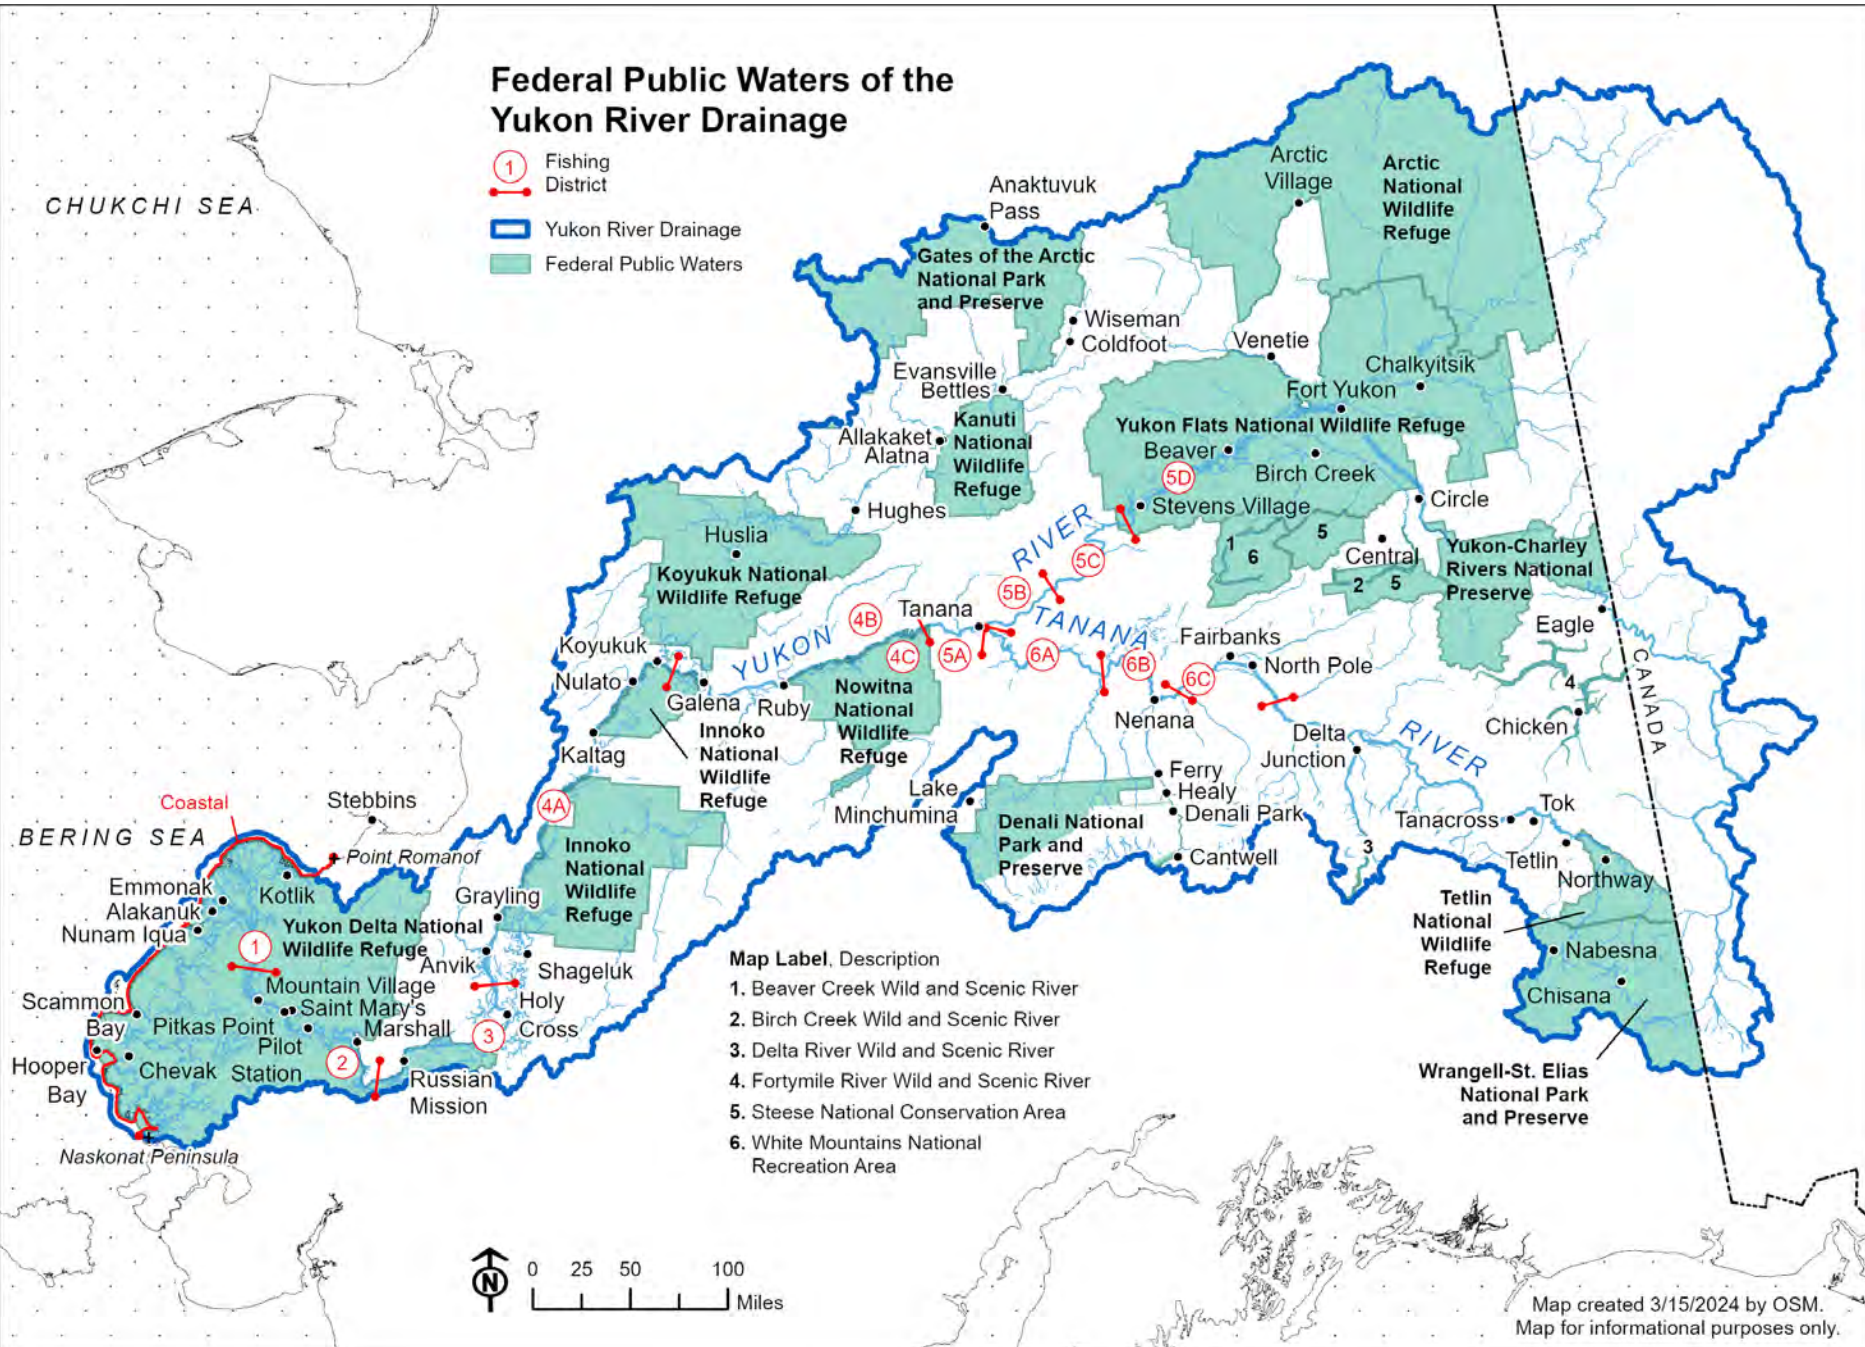 Federal Public Waters of the
Yukon River Drainage
1
Fishing
District
Yukon River Drainage
Federal Public Waters
CHUKCHI SEA
Anaktuvuk
Pass
Arctic
Village
Arctic
National
Wildlife
Refuge
Gates of the Arctic
National Park
and Preserve
Wiseman
Coldfoot
Venetie
Chalkyitsik
Evansville
Bettles
Fort Yukon
Kanuti
National
Wildlife
Refuge
Yukon Flats National Wildlife Refuge
Allakaket
Alatna
Beaver
Birch Creek
5D
Circle
Hughes
Stevens Village
RIVER
Huslia
1
6
5
Central
Yukon-Charley
Rivers National
Preserve
Koyukuk National
Wildlife Refuge
5C
2
5
5B
4B
Tanana
TANANA
Eagle
Koyukuk
YUKON
4C
5A
6A
6B
6C
Fairbanks
North Pole
CANADA
Nulato
4
Galena
Ruby
Nowitna
National
Wildlife
Refuge
Nenana
Chicken
Innoko
National
Wildlife
Refuge
Kaltag
Delta
Junction
RIVER
Ferry
Healy
Denali Park
Lake
Minchumina
Coastal
Stebbins
4A
Denali National
Park and
Preserve
Tok
Tanacross
BERING SEA
Point Romanof
Innoko
National
Wildlife
Refuge
Cantwell
3
Tetlin
Northway
Emmonak
Alakanuk
Nunam Iqua
Kotlik
Grayling
Tetlin
National
Wildlife
Refuge
Yukon Delta National
Wildlife Refuge
1
Anvik
Shageluk
Nabesna
Chisana
Mountain Village
Saint Mary's
Scammon
Bay
Pitkas Point
Pilot
Station
Marshall
Holy
Cross
3
2
Hooper
Bay
Chevak
Russian
Mission
Wrangell-St. Elias
National Park
and Preserve
Naskonat Peninsula
Map Label, Description
1. Beaver Creek Wild and Scenic River
2. Birch Creek Wild and Scenic River
3. Delta River Wild and Scenic River
4. Fortymile River Wild and Scenic River
5. Steese National Conservation Area
6. White Mountains National
Recreation Area
N
0 25 50 100
Miles
Map created 3/15/2024 by OSM.
Map for informational purposes only.